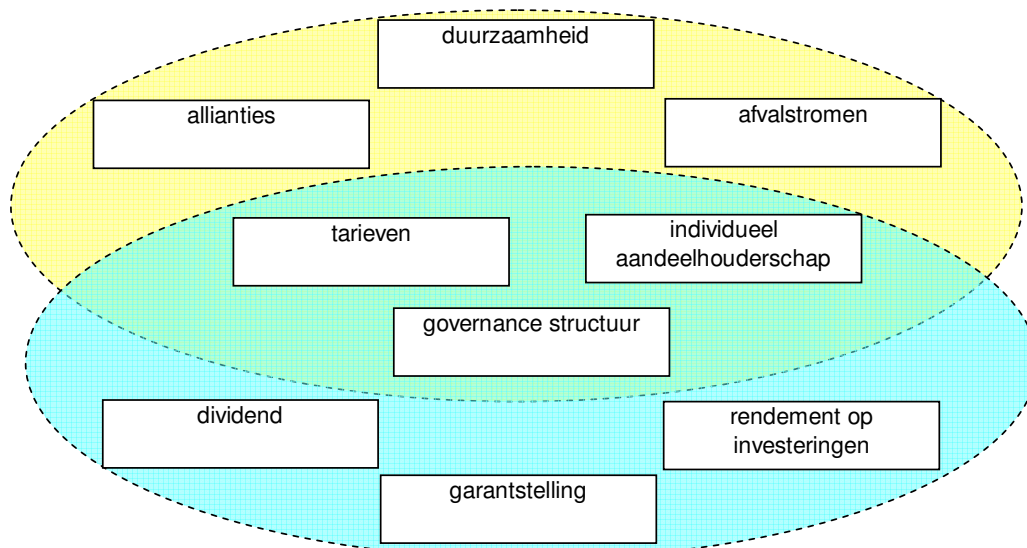 duurzaamheid
allianties
afvalstromen
tarieven
individueel
aandeelhouderschap
governance structuur
dividend
rendement op
investeringen
garantstelling